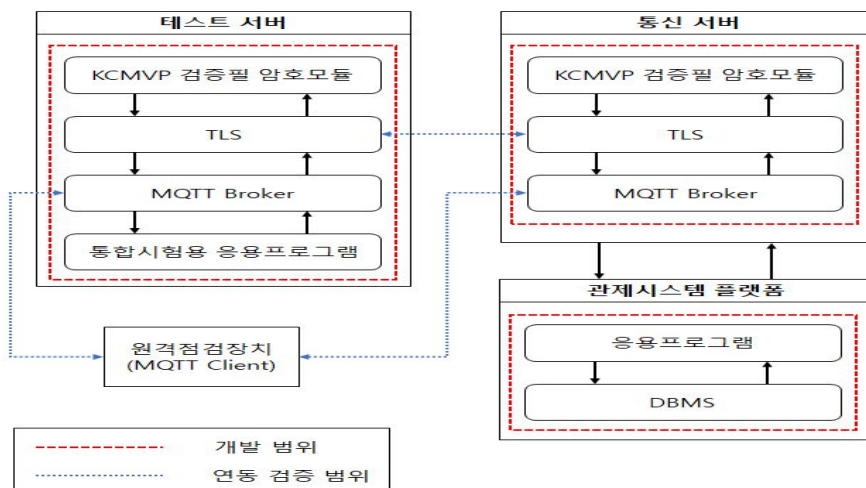 테스트 서버
KCMVP 검증필 암호모듈
TLS
MQTT Broker
통합시험용 응용프로그램
통신 서버
KCMVP 검증필 암호모듈
TLS
MQTT Broker
관제시스템 플랫폼
응용프로그램
DBMS
원격점검장치
(MQTT Client)
개발 범위
연동 검증 범위